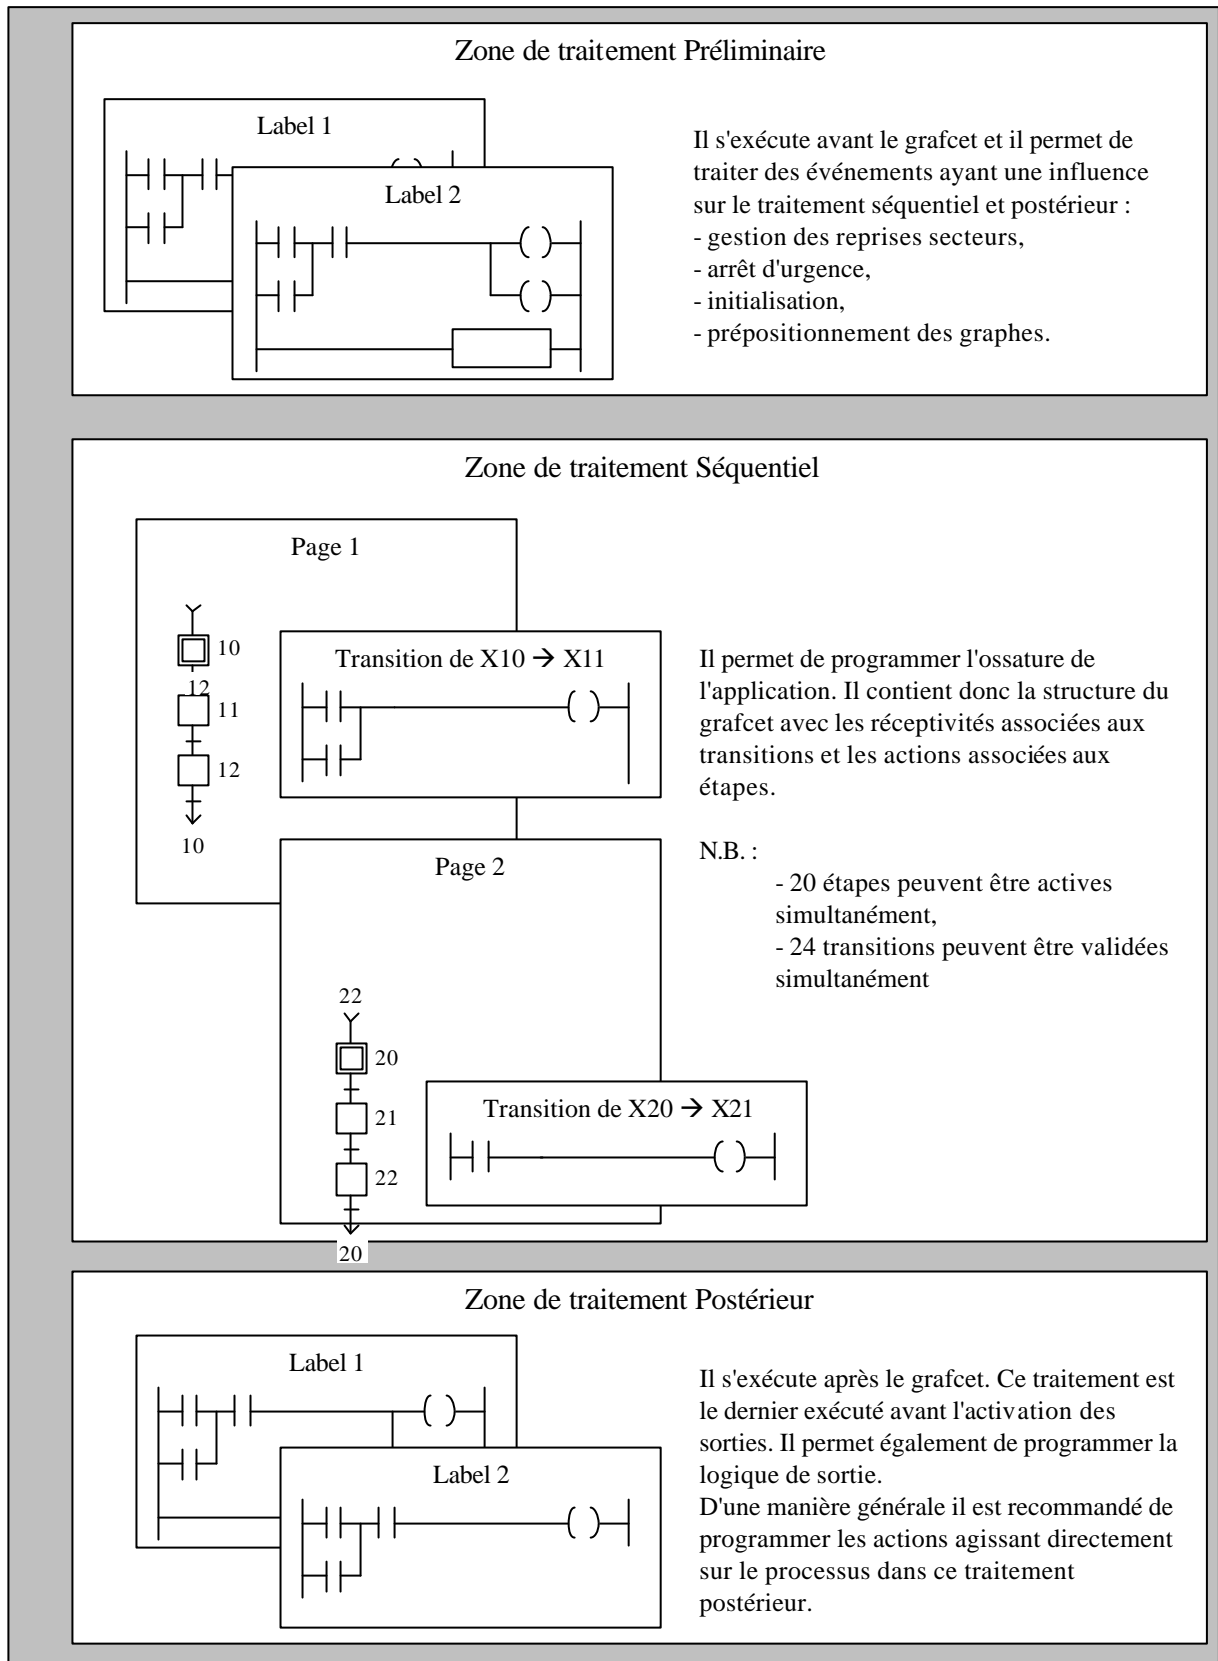 Zone de traitement Préliminaire
Label 1
Label 2
Il s'exécute avant le grafcet et il permet de
traiter des événements ayant une influence
sur le traitement séquentiel et postérieur :
- gestion des reprises secteurs,
- arrêt d'urgence,
- initialisation,
- prépositionnement des graphes.
Zone de traitement Séquentiel
Page 1
10
12
11
12
10
Transition de X10 → X11
Il permet de programmer l'ossature de
l'application. Il contient donc la structure du
grafcet avec les réceptivités associées aux
transitions et les actions associées aux
étapes.
N.B. :
- 20 étapes peuvent être actives
simultanément,
- 24 transitions peuvent être validées
simultanément
Page 2
22
20
21
22
20
Transition de X20 → X21
Zone de traitement Postérieur
Label 1
Label 2
Il s'exécute après le grafcet. Ce traitement est
le dernier exécuté avant l'activation des
sorties. Il permet également de programmer la
logique de sortie.
D'une manière générale il est recommandé de
programmer les actions agissant directement
sur le processus dans ce traitement
postérieur.